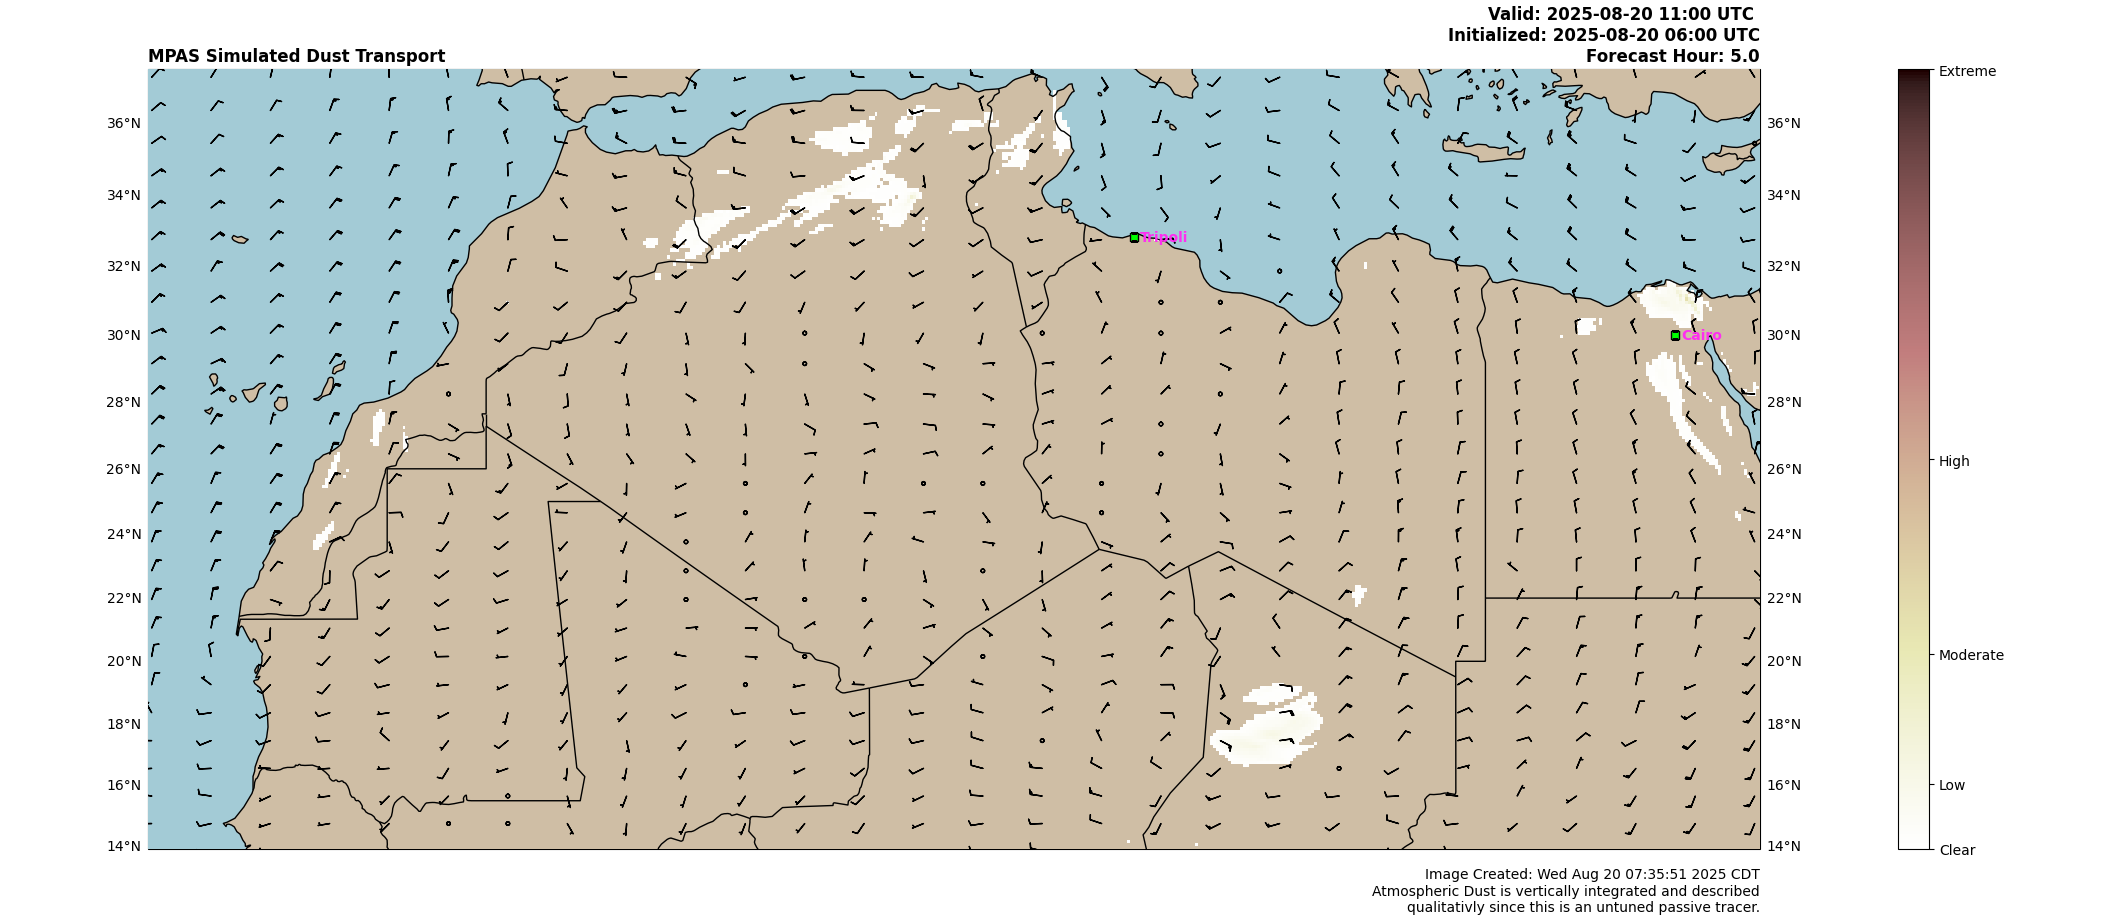 Valid: 2025-08-20 11:00 UTC
Initialized: 2025-08-20 06:00 UTC
MPAS Simulated Dust Transport
Forecast Hour: 5.0
Extreme
36°N
36°N
34°N
34°N
Tripoli
32°N
32°N
30°N
Cairo
30°N
28°N
28°N
High
26°N
26°N
24°N
24°N
22°N
22°N
20°N
20°N
Moderate
18°N
18°N
16°N
16°N
Low
14°N
14°N
Clear
Image Created: Wed Aug 20 07:35:51 2025 CDT
Atmospheric Dust is vertically integrated and described
qualitativly since this is an untuned passive tracer.